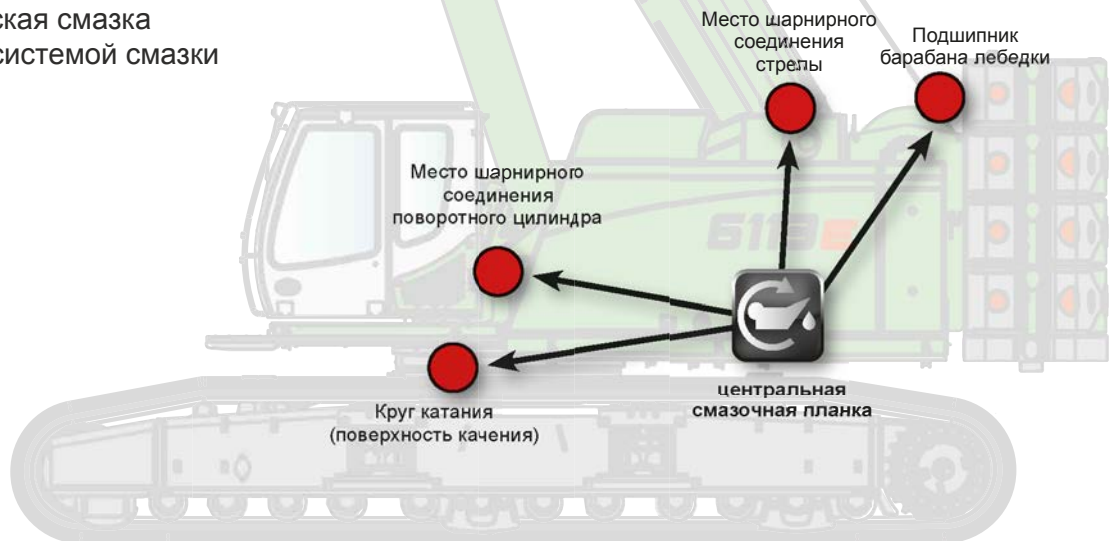 ская смазка
системой смазки
Место шарнирного
соединения
стрелы
Подшипник
барабана лебедки
Место шарнирного
соединения
поворотного цилиндра
6113E
центральная
смазочная планка
Круг катания
(поверхность качения)